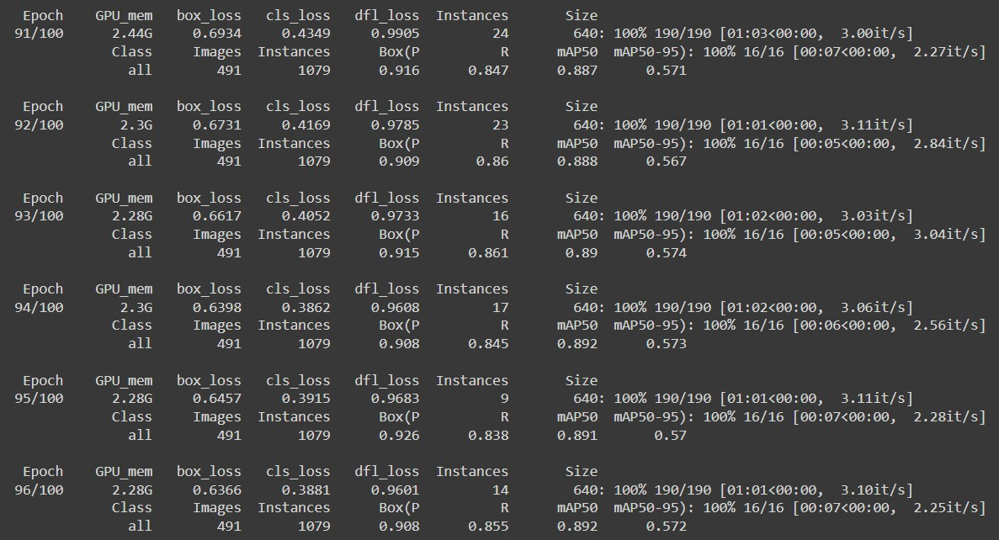 Epoch GPU_mem box_loss cls_loss dfl_loss Instances Size
91/100 2.44G 0.6934 0.4349 0.9905 24 640: 100% 190/190 [01:03<00:00, 3.00it/s]
Class Images Instances Box(P R mAP50 mAP50-95): 100% 16/16 [00:07<00:00, 2.27it/s]
all 491 1079 0.916 0.847 0.887 0.571
Epoch GPU_mem box_loss cls_loss dfl_loss Instances Size
92/100 2.3G 0.6731 0.4169 0.9785 23 640: 100% 190/190 [01:01<00:00, 3.11it/s]
Class Images Instances Box(P R mAP50 mAP50-95): 100% 16/16 [00:05<00:00, 2.84it/s]
all 491 1079 0.909 0.86 0.888 0.567
Epoch GPU_mem box_loss cls_loss dfl_loss Instances Size
93/100 2.28G 0.6617 0.4052 0.9733 16 640: 100% 190/190 [01:02<00:00, 3.03it/s]
Class Images Instances Box(P R mAP50 mAP50-95): 100% 16/16 [00:05<00:00, 3.04it/s]
all 491 1079 0.915 0.861 0.89 0.574
Epoch GPU_mem box_loss cls_loss dfl_loss Instances Size
94/100 2.3G 0.6398 0.3862 0.9608 17 640: 100% 190/190 [01:02<00:00, 3.06it/s]
Class Images Instances Box(P R mAP50 mAP50-95): 100% 16/16 [00:06<00:00, 2.56it/s]
all 491 1079 0.908 0.845 0.892 0.573
Epoch GPU_mem box_loss cls_loss dfl_loss Instances Size
95/100 2.28G 0.6457 0.3915 0.9683 9 640: 100% 190/190 [01:01<00:00, 3.11it/s]
Class Images Instances Box(P R mAP50 mAP50-95): 100% 16/16 [00:07<00:00, 2.28it/s]
all 491 1079 0.926 0.838 0.891 0.57
Epoch GPU_mem box_loss cls_loss dfl_loss Instances Size
96/100 2.28G 0.6366 0.3881 0.9601 14 640: 100% 190/190 [01:01<00:00, 3.10it/s]
Class Images Instances Box(P R mAP50 mAP50-95): 100% 16/16 [00:07<00:00, 2.25it/s]
all 491 1079 0.908 0.855 0.892 0.572